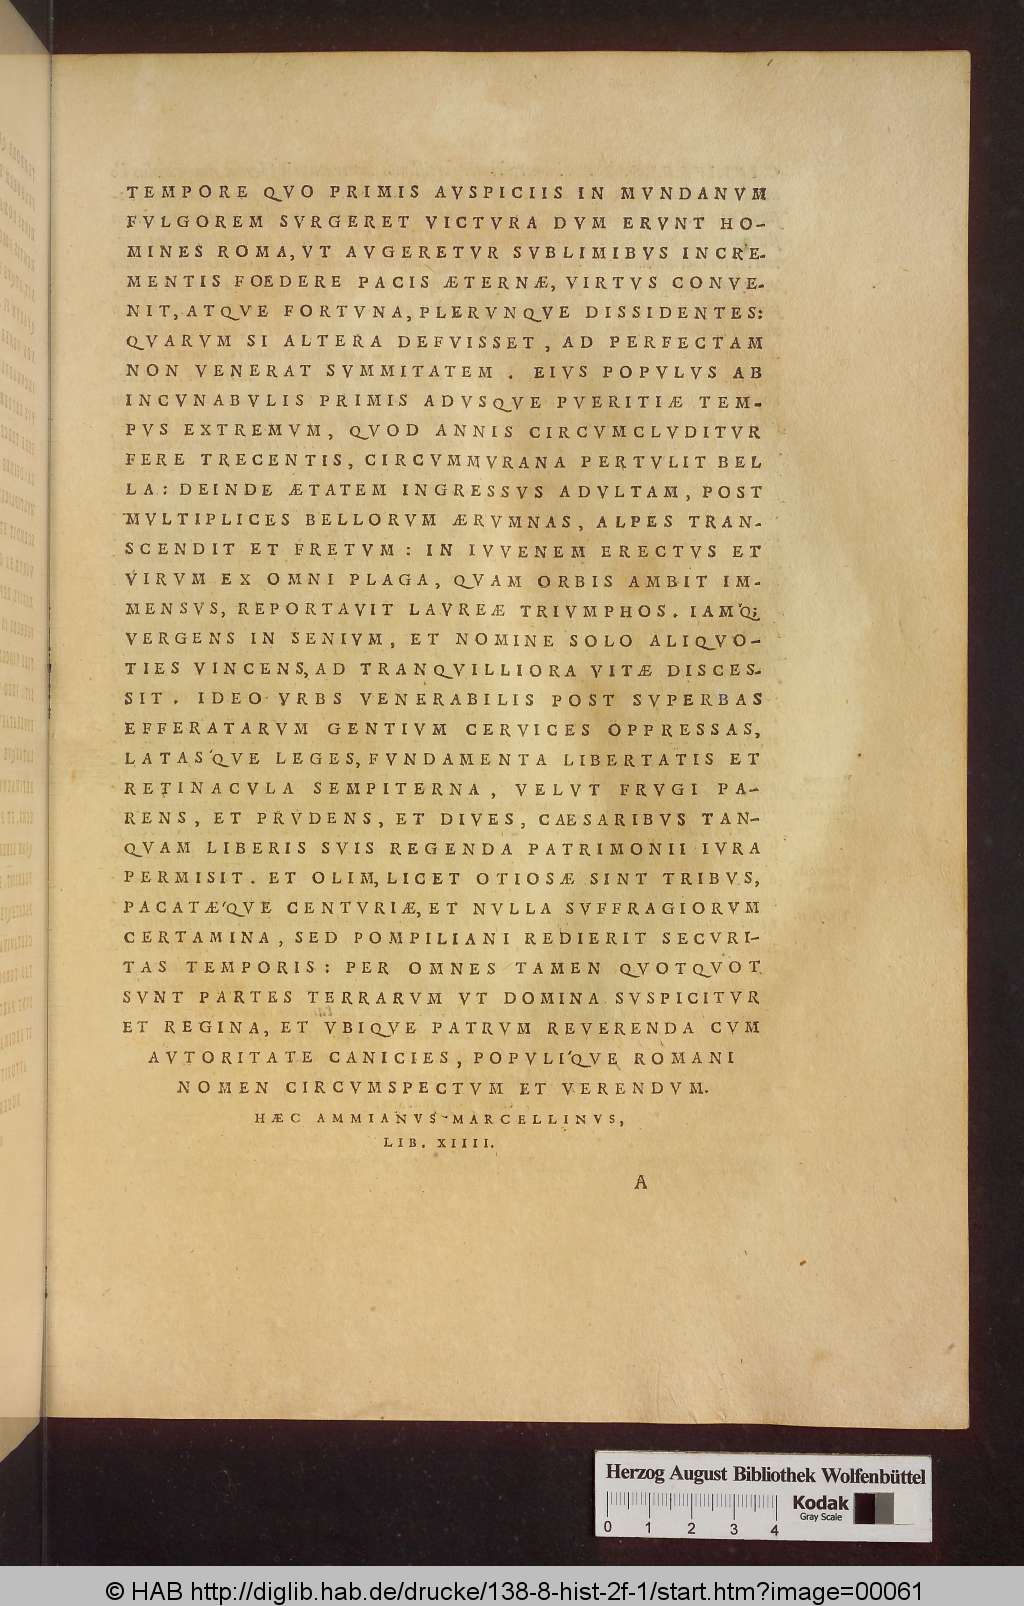 TEMPORE QVO PRIMIS AVSPICIIS IN MVNDANVM
FVLGOREM SVRGERET VICTVRA DVM ERVNT HO-
MINES ROMA, VT AVGERETVR SVBLIMIBVS INCRE-
MENTIS FOEDERE PACIS ÆTERNÆ, VIRTVS CONVE-
NIT, ATQVE FORTVNA, PLERVNQVE DISSIDENTES:
QVARVM SI ALTERA DEFVISSET, AD PERFECTAM
NON VENERAT SVMMITATEM. EIVS POPVLVS AB
INCVNABVLIS PRIMIS ADVSQVE PVERITIÆ TEM-
PVS EXTREMVM, QVOD ANNIS CIRCVMCLVDITVR
FERE TRECENTIS, CIRCVMMVRANA PERTVLIT BEL
LA: DEINDE ÆTATEM INGRESSVS ADVLTAM, POST
MVLTIPLICES BELLORVM ÆRVMNAS, ALPES TRAN-
SCENDIT ET FRETVM: IN IVVENEM ERECTVS ET
VIRVM EX OMNI PLAGA, QVAM ORBIS AMBIT IM-
MENSVS, REPORTAVIT LAVREÆ TRIVMPHOS. IAM'Q;
VERGENS IN SENIVM, ET NOMINE SOLO ALIQVO-
TIES VINCENS, AD TRANQVILLIORA VITÆ DISCES-
SIT. IDEO VRBS VENERABILIS POST SVPERBAS
EFFERATARVM GENTIVM CERVICES OPPRESSAS,
LATAS'QVE LEGES, FVNDAMENTA LIBERTATIS ET
RETINACVLA SEMPITERNA, VELVT FRVGI PA-
RENS, ET PRVDENS, ET DIVES, CAESARIBVS TAN-
QVAM LIBERIS SVIS REGENDA PATRIMONII IVRA
PERMISIT. ET OLIM, LICET OTIOSÆ SINT TRIBVS,
PACATÆ'QVE CENTVRIÆ, ET NVLLA SVFFRAGIORVM
CERTAMINA, SED POMPILIANI REDIERIT SECVRI-
TAS TEMPORIS: PER OMNES TAMEN QVOTQVOT
SVNT PARTES TERRARVM VT DOMINA SVSPICITVR
ET REGINA, ET VBIQVE PATRVM REVERENDA CVM
AVTORITATE CANICIES, POPVLI'QVE ROMANI
NOMEN CIRCVMSPECTVM ET VERENDVM.
HÆC AMMIANVS MARCELLINVS,
LIB. XIIII.
A
Herzog August Bibliothek Wolfenbüttel
Kodak
Gray Scale
0 1 2 3 4
© HAB http://diglib.hab.de/drucke/138-8-hist-2f-1/start.htm?image=00061